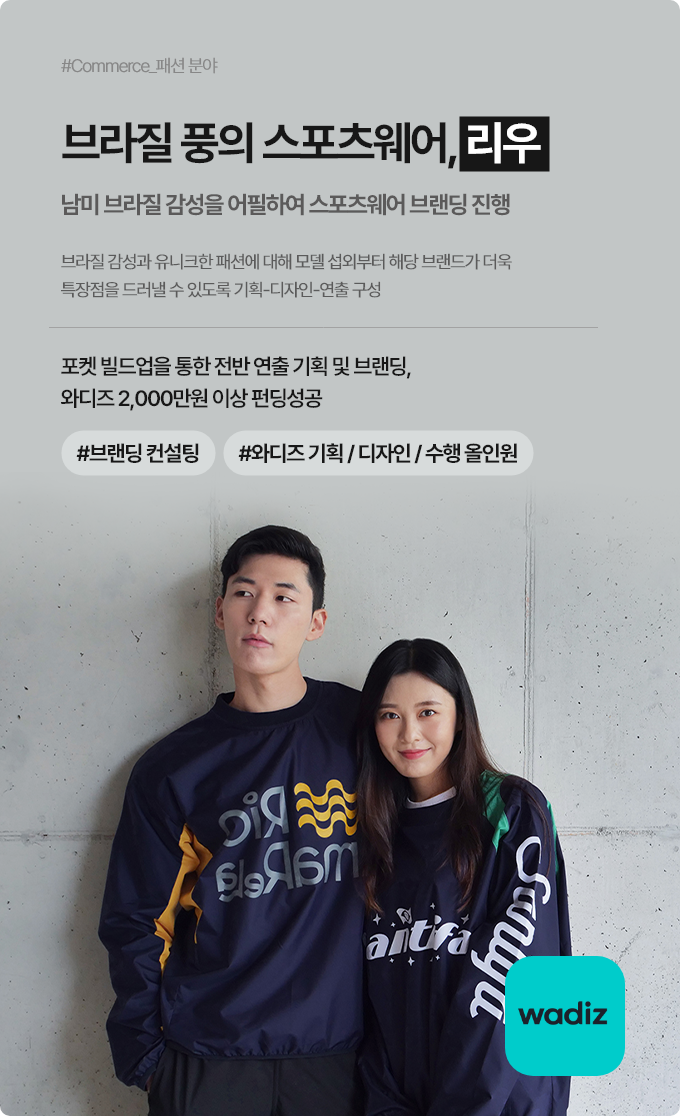 #Commerce_패션 분야
브라질 풍의 스포츠웨어, 리우
남미 브라질 감성을 어필하여 스포츠웨어 브랜딩 진행
브라질 감성과 유니크한 패션에 대해 모델 섭외부터 해당 브랜드가 더욱
특장점을 드러낼 수 있도록 기획-디자인-연출 구성
포켓 빌드업을 통한 전반 연출 기획 및 브랜딩,
와디즈 2,000만원 이상 펀딩성공
#브랜딩 컨설팅 #와디즈 기획 / 디자인 / 수행 올인원
Rio
maRela
wadiz